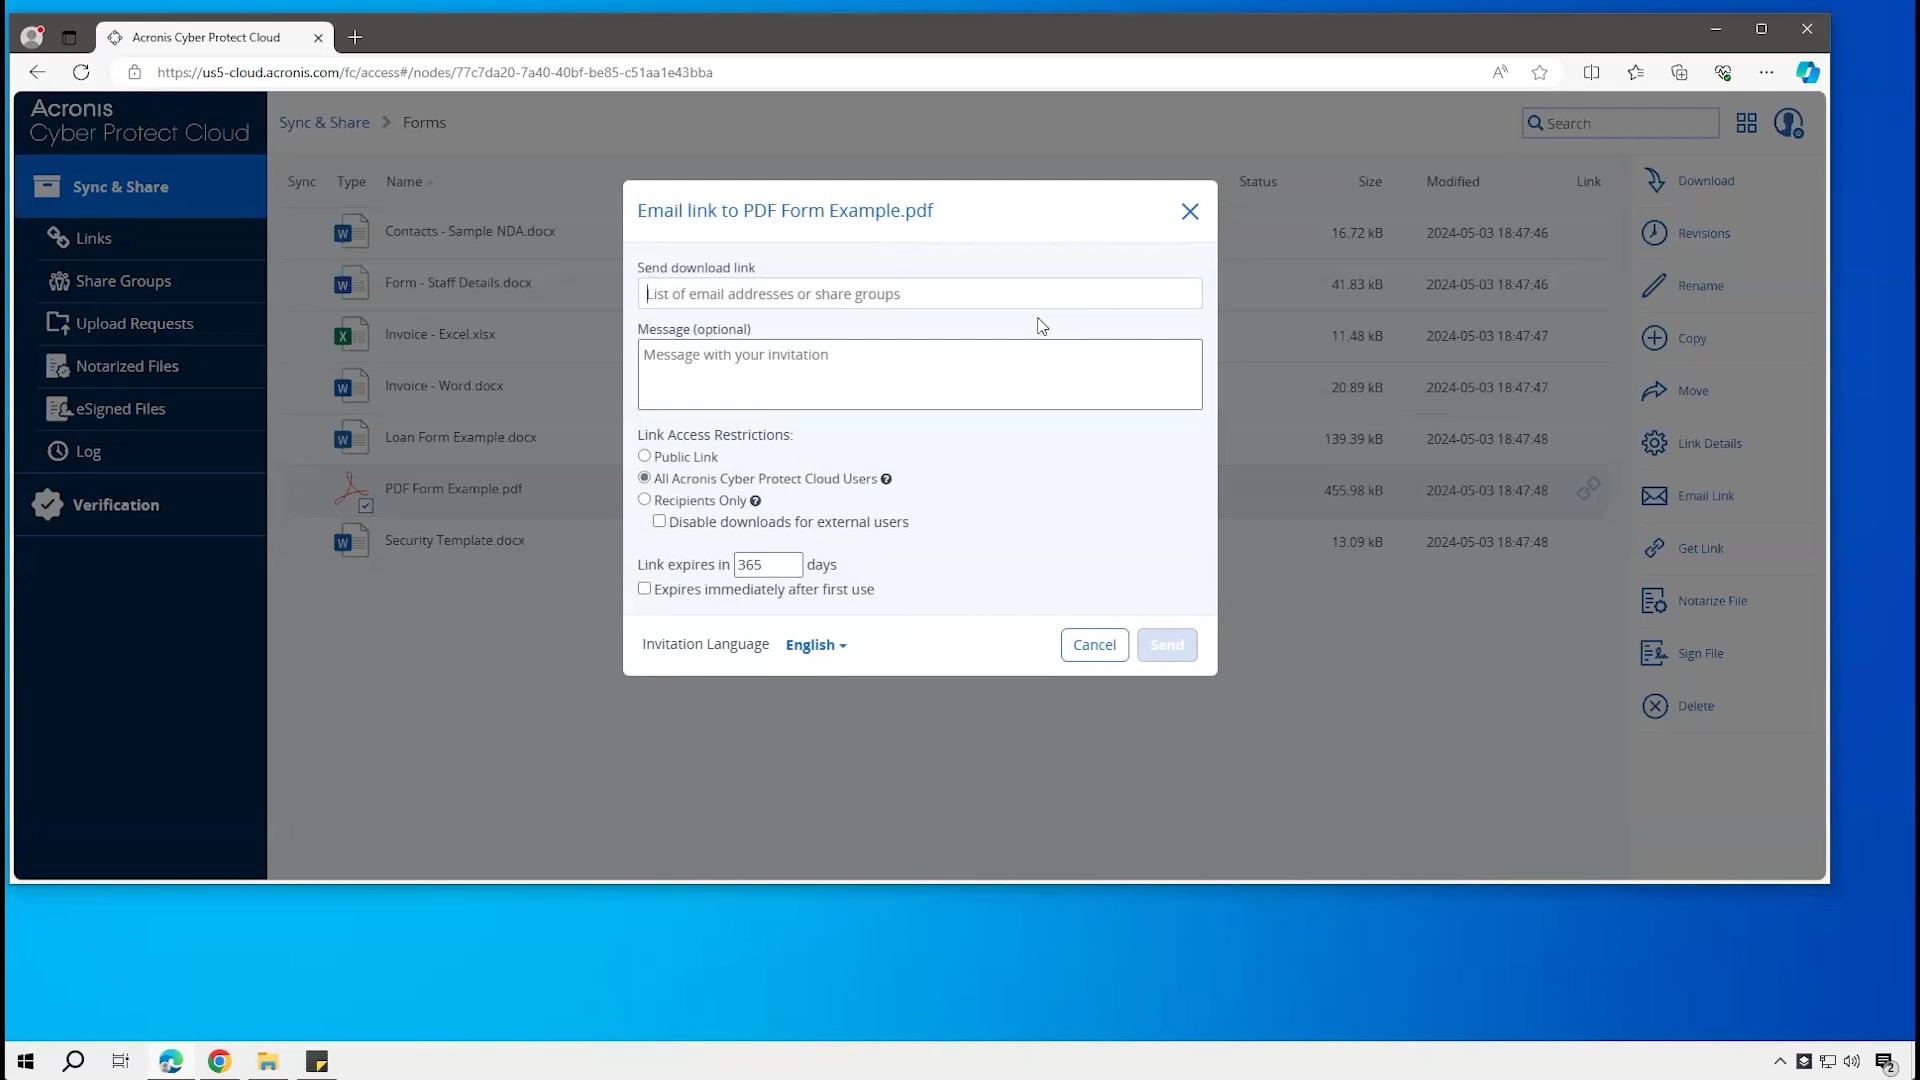 Acronis Cyber Protect Cloud
https://us5-cloud.acronis.com/fc/access#/nodes/77c7da20-7a40-40bf-be85-c51aa1e43bba
Acronis
Cyber Protect Cloud
Sync & Share > Forms
Search
Sync & Share
Links
Share Groups
Upload Requests
Notarized Files
eSigned Files
Log
Verification
Sync Type Name Status Size Modified Link
Contacts - Sample NDA.docx 16.72 kB 2024-05-03 18:47:46
Form - Staff Details.docx 41.83 kB 2024-05-03 18:47:46
Invoice - Excel.xlsx 11.48 kB 2024-05-03 18:47:47
Invoice - Word.docx 20.89 kB 2024-05-03 18:47:47
Loan Form Example.docx 139.39 kB 2024-05-03 18:47:48
PDF Form Example.pdf 455.98 kB 2024-05-03 18:47:48
Security Template.docx 13.09 kB 2024-05-03 18:47:48
Email link to PDF Form Example.pdf
Send download link
List of email addresses or share groups
Message (optional)
Message with your invitation
Link Access Restrictions:
Public Link
All Acronis Cyber Protect Cloud Users ?
Recipients Only ?
Disable downloads for external users
Link expires in 365 days
Expires immediately after first use
Invitation Language English
Cancel
Send
Download
Revisions
Rename
Copy
Move
Link Details
Email Link
Get Link
Notarize File
Sign File
Delete
2